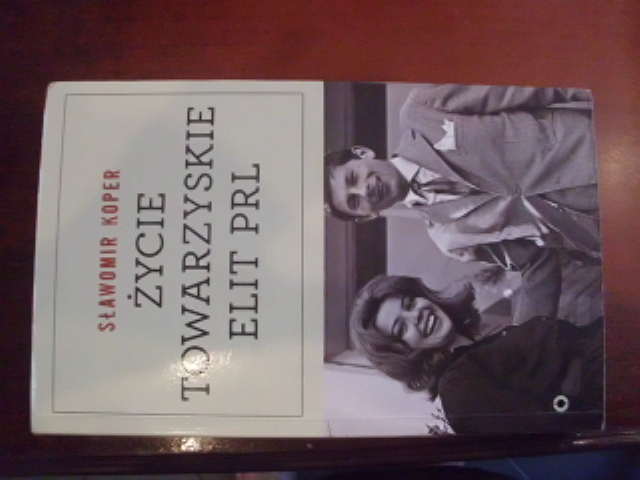 SŁAWOMIR KOPER
ŻYCIE
TOWARZYSKIE
ELIT PRL